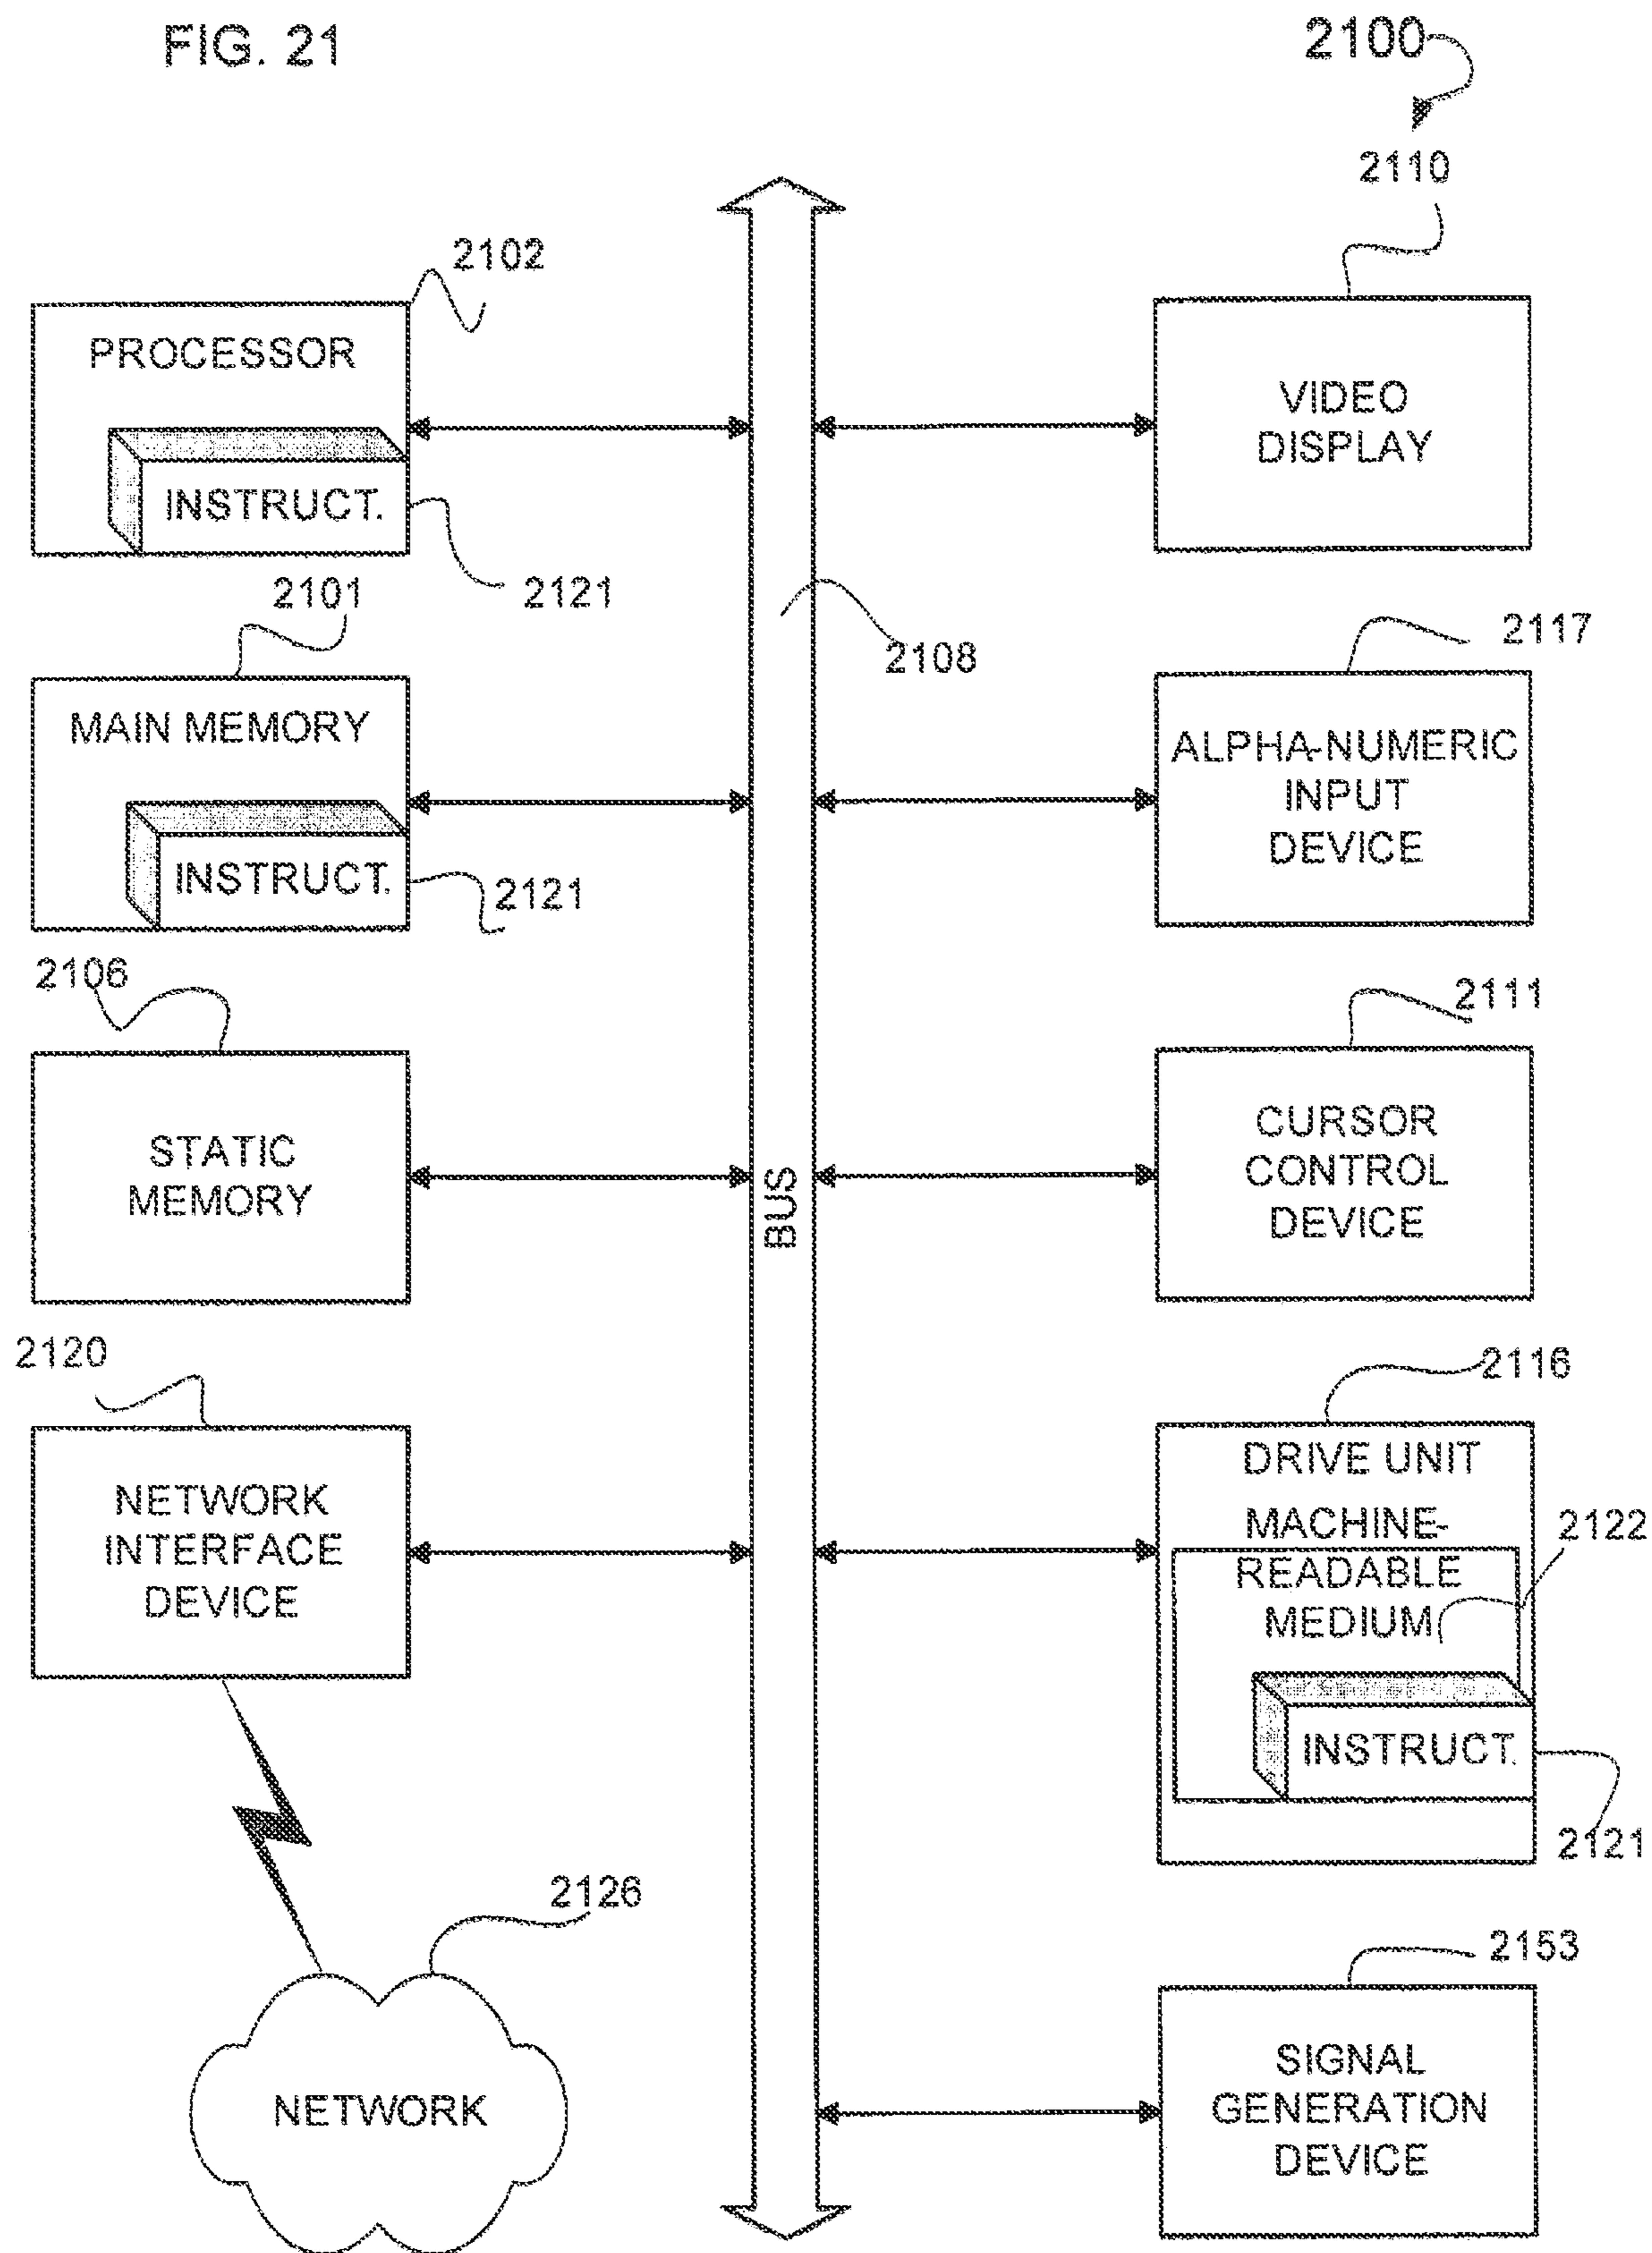 FIG. 21
2100
2110
2102
PROCESSOR
INSTRUCT.
2121
VIDEO
DISPLAY
2101
MAIN MEMORY
INSTRUCT.
2121
2108
2117
ALPHA-NUMERIC
INPUT
DEVICE
2106
STATIC
MEMORY
BUS
2111
CURSOR
CONTROL
DEVICE
2120
NETWORK
INTERFACE
DEVICE
2116
DRIVE UNIT
MACHINE-
READABLE
MEDIUM
2122
INSTRUCT.
2121
2126
NETWORK
2153
SIGNAL
GENERATION
DEVICE